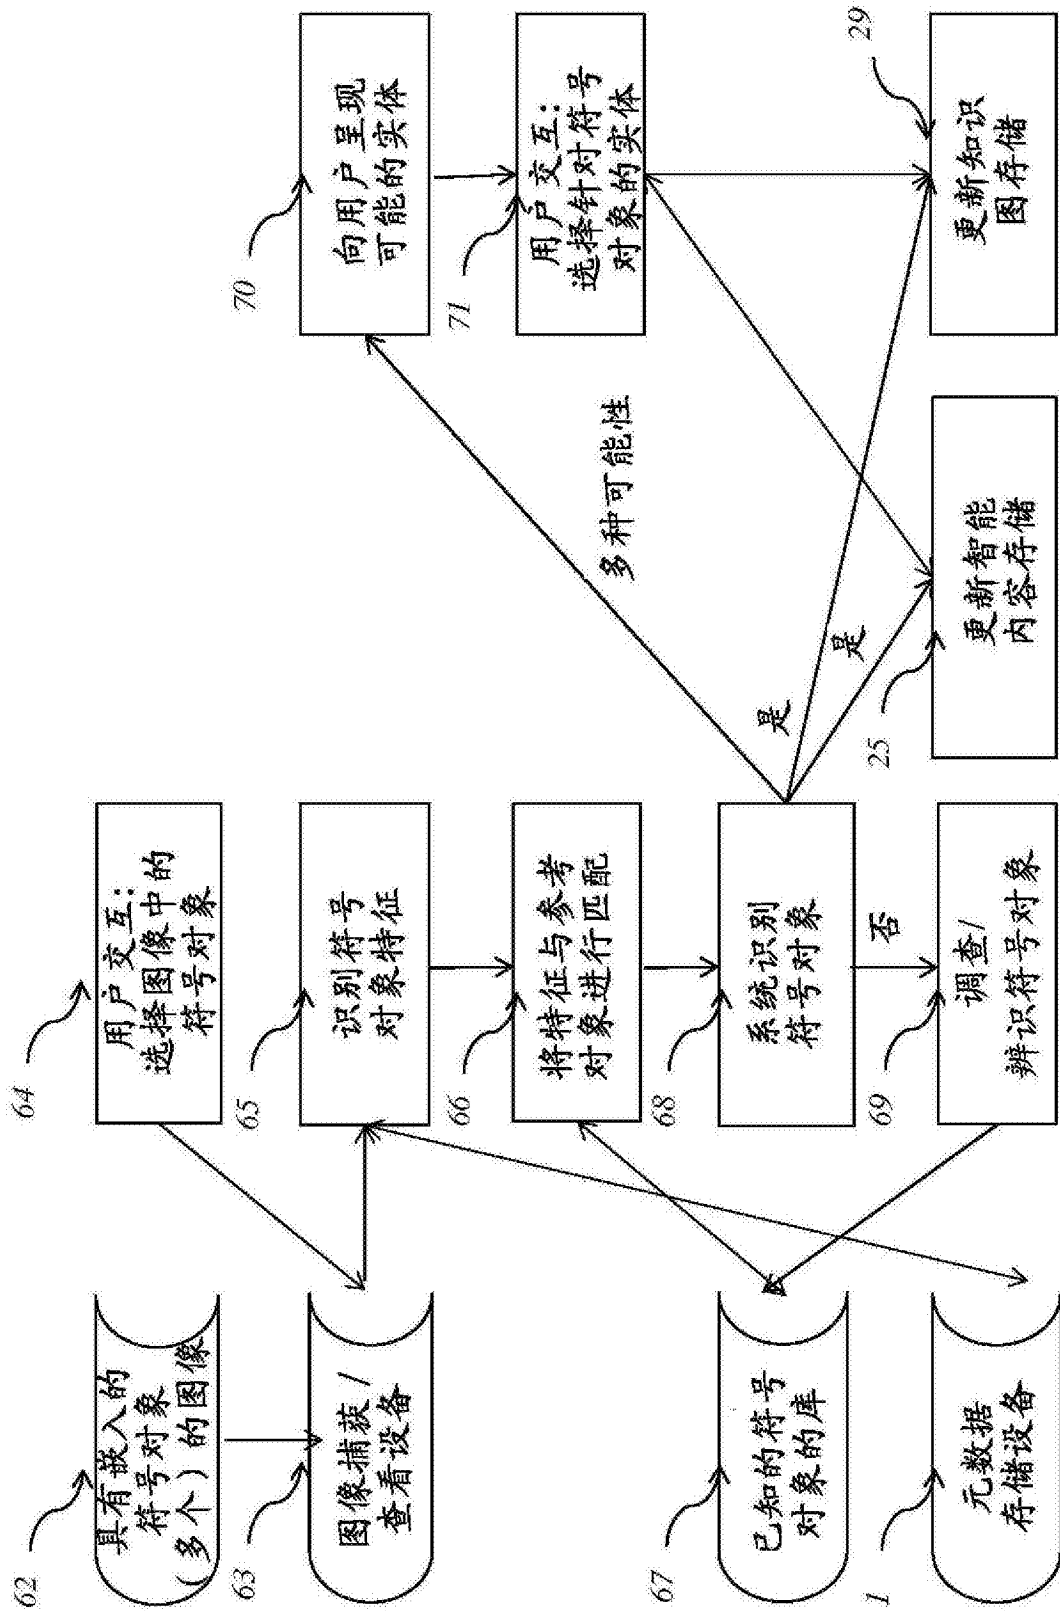 62
具有嵌入的
符号对象
(多个)的图像
63
图像捕获/
查看设备
67
已知的符号
对象的库
1
元数据
存储设备
64
用户交互:
选择图像中的
符号对象
65
识别符号
对象特征
66
将特征与参考
对象进行匹配
68
系统识别
符号对象
否
69
调查/
辨识符号对象
多种可能性
是
是
70
向用户呈现
可能的实体
71
用户交互:
选择针对符号
对象的实体
25
更新智能
内容存储
29
更新知识
图存储